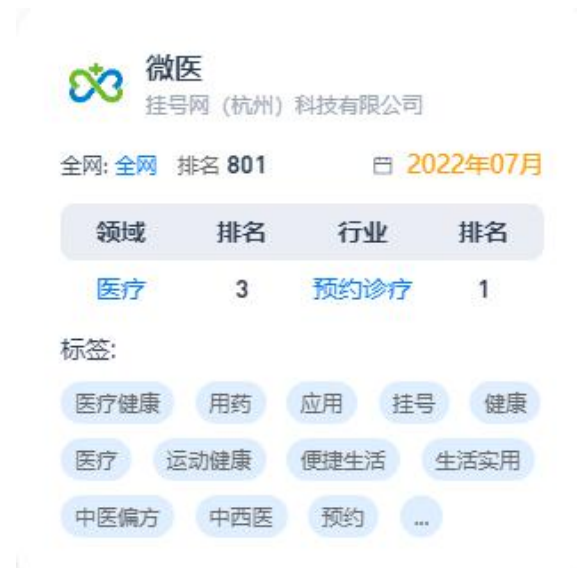 微医
挂号网（杭州）科技有限公司
全网: 全网 排名 801 2022年07月
领域 排名 行业 排名
医疗 3 预约诊疗 1
标签:
医疗健康 用药 应用 挂号 健康
医疗 运动健康 便捷生活 生活实用
中医偏方 中西医 预约 ...